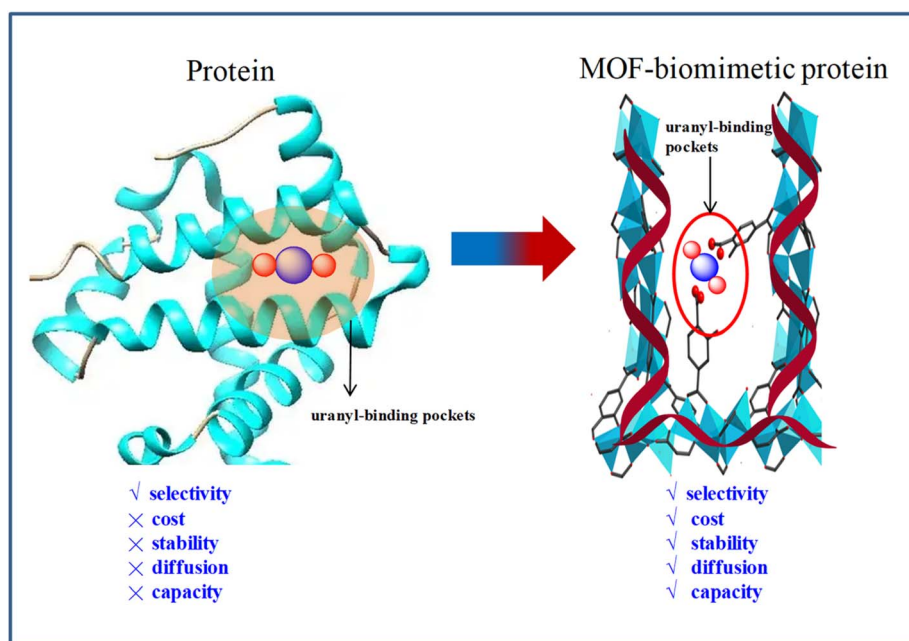 Protein
MOF-biomimetic protein
uranyl-binding
pockets
uranyl-binding pockets
√ selectivity
× cost
× stability
× diffusion
× capacity
√ selectivity
√ cost
√ stability
√ diffusion
√ capacity